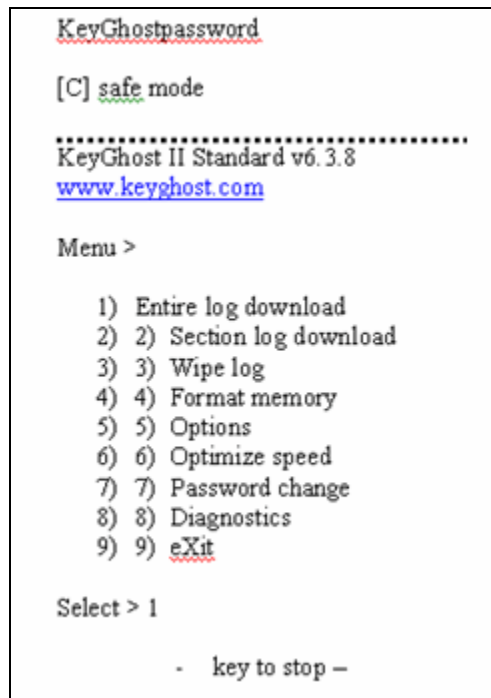 KeyGhostpassword
[C] safe mode
KeyGhost II Standard v6.3.8
www.keyghost.com
Menu >
1) Entire log download
2) 2) Section log download
3) 3) Wipe log
4) 4) Format memory
5) 5) Options
6) 6) Optimize speed
7) 7) Password change
8) 8) Diagnostics
9) 9) eXit
Select > 1
- key to stop –